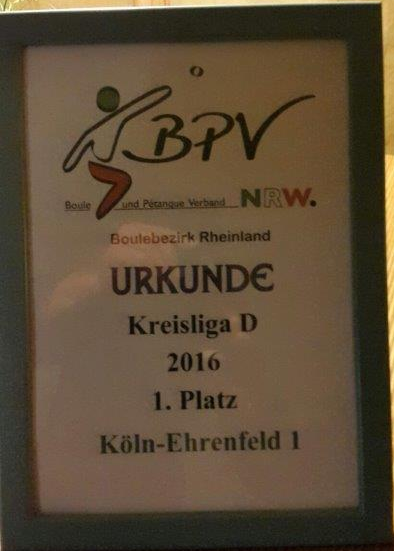 BPV
Boule und Pétanque Verband NRW.
Boulebezirk Rheinland
URKUNDE
Kreisliga D
2016
1. Platz
Köln-Ehrenfeld 1